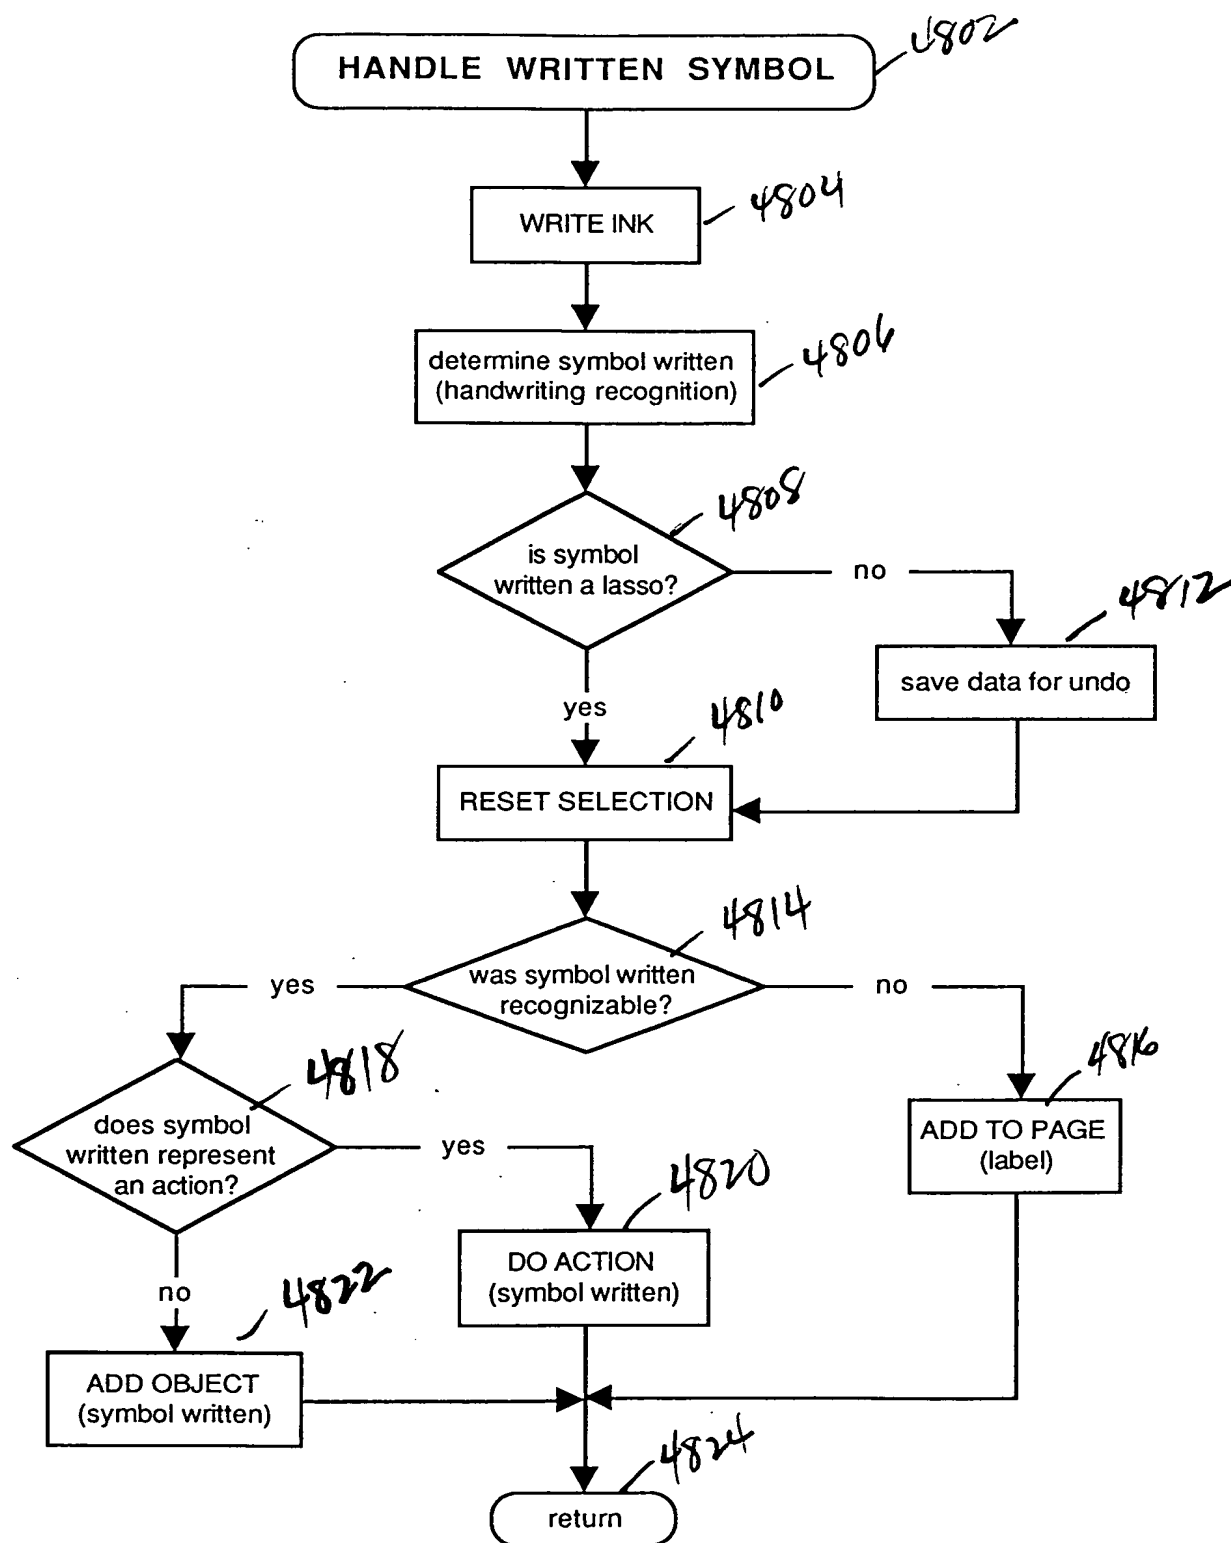 HANDLE WRITTEN SYMBOL
4802
WRITE INK
4804
determine symbol written
(handwriting recognition)
4806
is symbol
written a lasso?
4808
no
4812
save data for undo
yes
4810
RESET SELECTION
was symbol written
recognizable?
4814
yes
no
does symbol
written represent
an action?
4818
yes
4816
ADD TO PAGE
(label)
4820
DO ACTION
(symbol written)
no
4822
ADD OBJECT
(symbol written)
4824
return